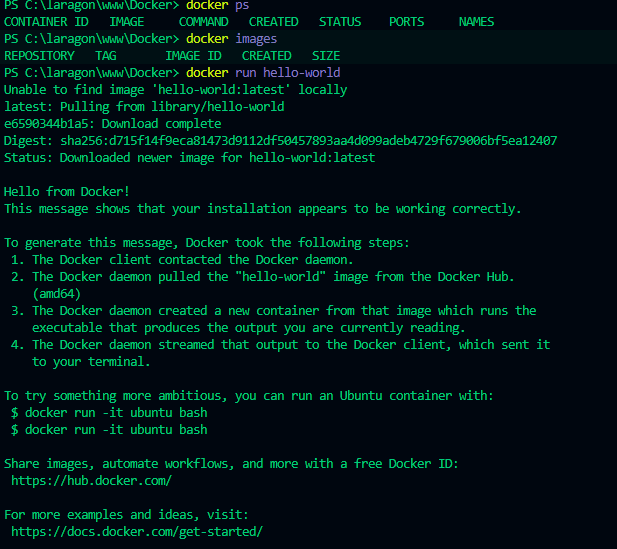 PS C:\laragon\www\Docker> docker ps
CONTAINER ID   IMAGE     COMMAND   CREATED   STATUS    PORTS     NAMES
PS C:\laragon\www\Docker> docker images
REPOSITORY   TAG       IMAGE ID   CREATED   SIZE
PS C:\laragon\www\Docker> docker run hello-world
Unable to find image 'hello-world:latest' locally
latest: Pulling from library/hello-world
e6590344b1a5: Download complete
Digest: sha256:d715f14f9eca81473d9112df50457893aa4d099adeb4729f679006bf5ea12407
Status: Downloaded newer image for hello-world:latest

Hello from Docker!
This message shows that your installation appears to be working correctly.

To generate this message, Docker took the following steps:
 1. The Docker client contacted the Docker daemon.
 2. The Docker daemon pulled the "hello-world" image from the Docker Hub.
    (amd64)
 3. The Docker daemon created a new container from that image which runs the
    executable that produces the output you are currently reading.
 4. The Docker daemon streamed that output to the Docker client, which sent it
    to your terminal.

To try something more ambitious, you can run an Ubuntu container with:
 $ docker run -it ubuntu bash
 $ docker run -it ubuntu bash

Share images, automate workflows, and more with a free Docker ID:
 https://hub.docker.com/

For more examples and ideas, visit:
 https://docs.docker.com/get-started/